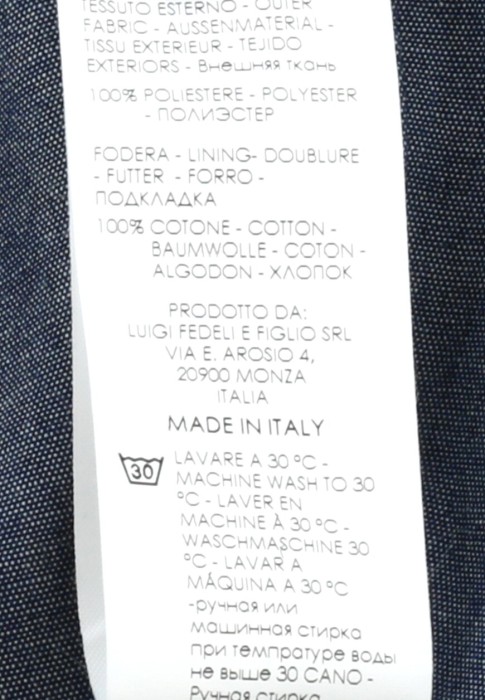 TESSUTO ESTERNO - OUTER
FABRIC - AUSSENMATERIAL -
TISSU EXTERIEUR - TEJIDO
EXTERIORS - Внешняя ткань
100% POLIESTERE - POLYESTER
- ПОЛИЭСТЕР
FODERA - LINING- DOUBLURE
- FUTTER - FORRO -
ПОДКЛАДКА
100% COTONE - COTTON -
BAUMWOLLE - COTON -
ALGODON - ХЛОПОК
PRODOTTO DA:
LUIGI FEDELI E FIGLIO SRL
VIA E. AROSIO 4,
20900 MONZA
ITALIA
MADE IN ITALY
30
LAVARE A 30 °C -
MACHINE WASH TO 30
°C - LAVER EN
MACHINE À 30 °C -
WASCHMASCHINE 30
°C - LAVAR A
MÁQUINA A 30 °C
-ручная или
машинная стирка
при темпратуре воды
не выше 30 CANO -
Ручная стирка